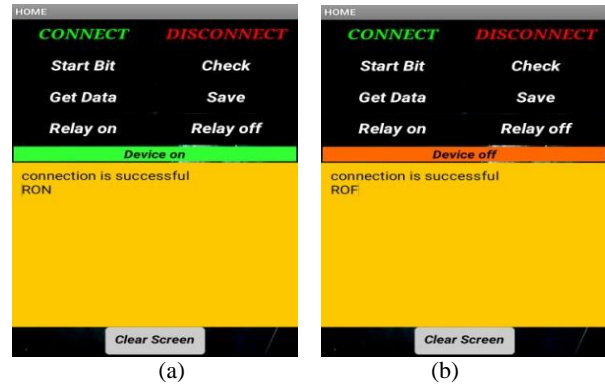 HOME
CONNECT DISCONNECT
Start Bit Check
Get Data Save
Relay on Relay off
Device on
connection is successful
RON
Clear Screen
(a)
HOME
CONNECT DISCONNECT
Start Bit Check
Get Data Save
Relay on Relay off
Device off
connection is successful
ROF
Clear Screen
(b)